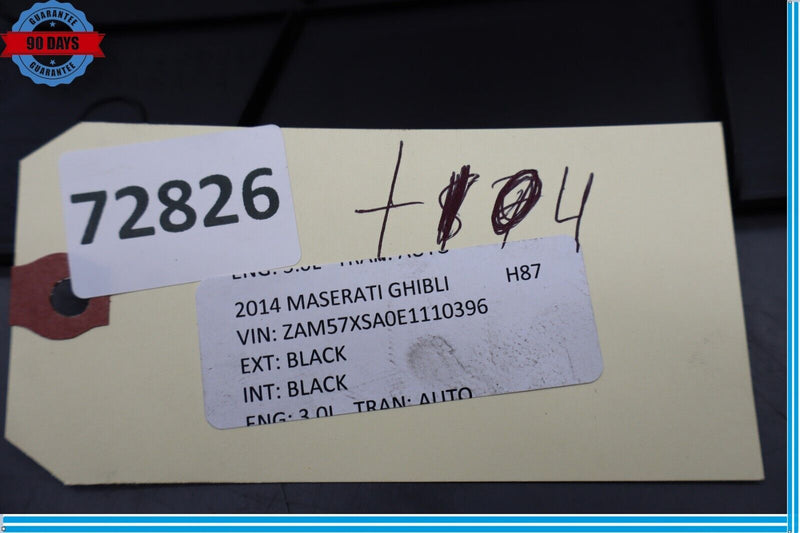 GUARANTEE
90 DAYS
GUARANTEE
72826
2014 MASERATI GHIBLI H87
VIN: ZAM57XSA0E1110396
EXT: BLACK
INT: BLACK
ENG: 3.0L TRAN: AUTO